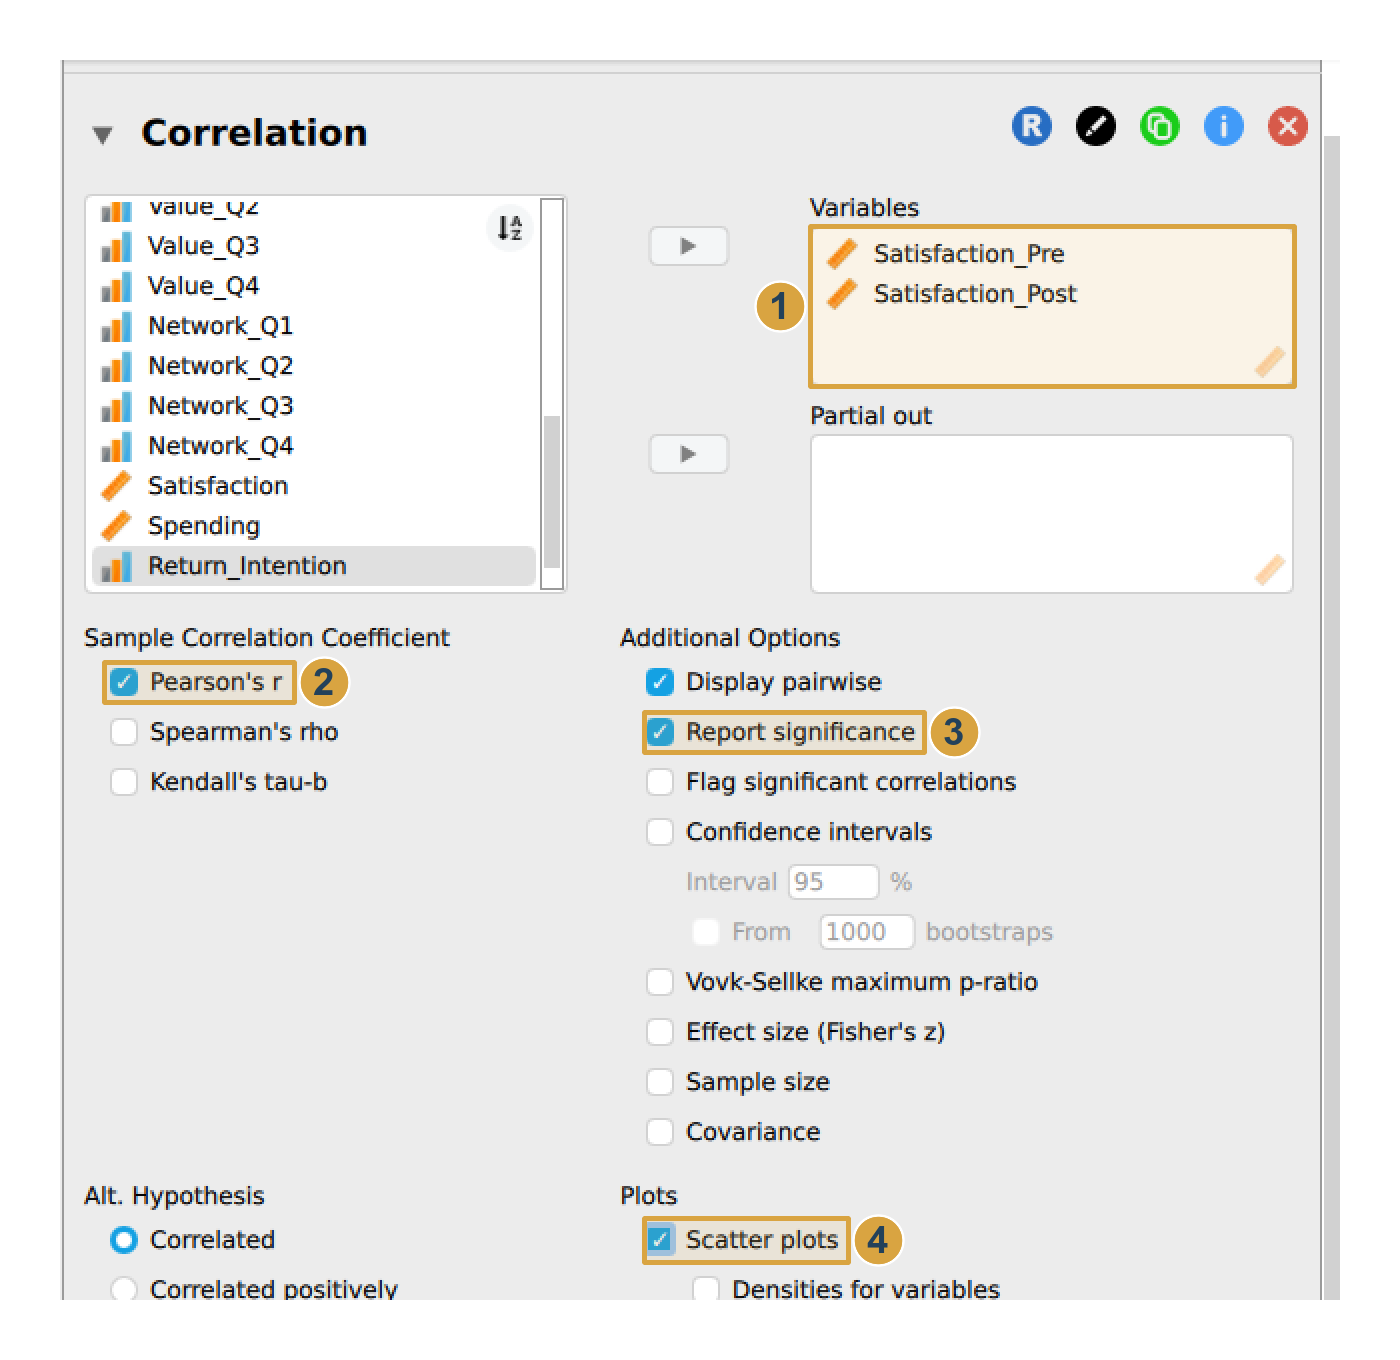 Correlation
R
i
Value_Q2
Value_Q3
Value_Q4
Network_Q1
Network_Q2
Network_Q3
Network_Q4
Satisfaction
Spending
Return_Intention
A
Z
Variables
Satisfaction_Pre
Satisfaction_Post
1
Partial out
Sample Correlation Coefficient
Pearson's r 2
Spearman's rho
Kendall's tau-b
Additional Options
Display pairwise
Report significance 3
Flag significant correlations
Confidence intervals
Interval 95 %
From 1000 bootstraps
Vovk-Sellke maximum p-ratio
Effect size (Fisher's z)
Sample size
Covariance
Alt. Hypothesis
Correlated
Correlated positively
Plots
Scatter plots 4
Densities for variables